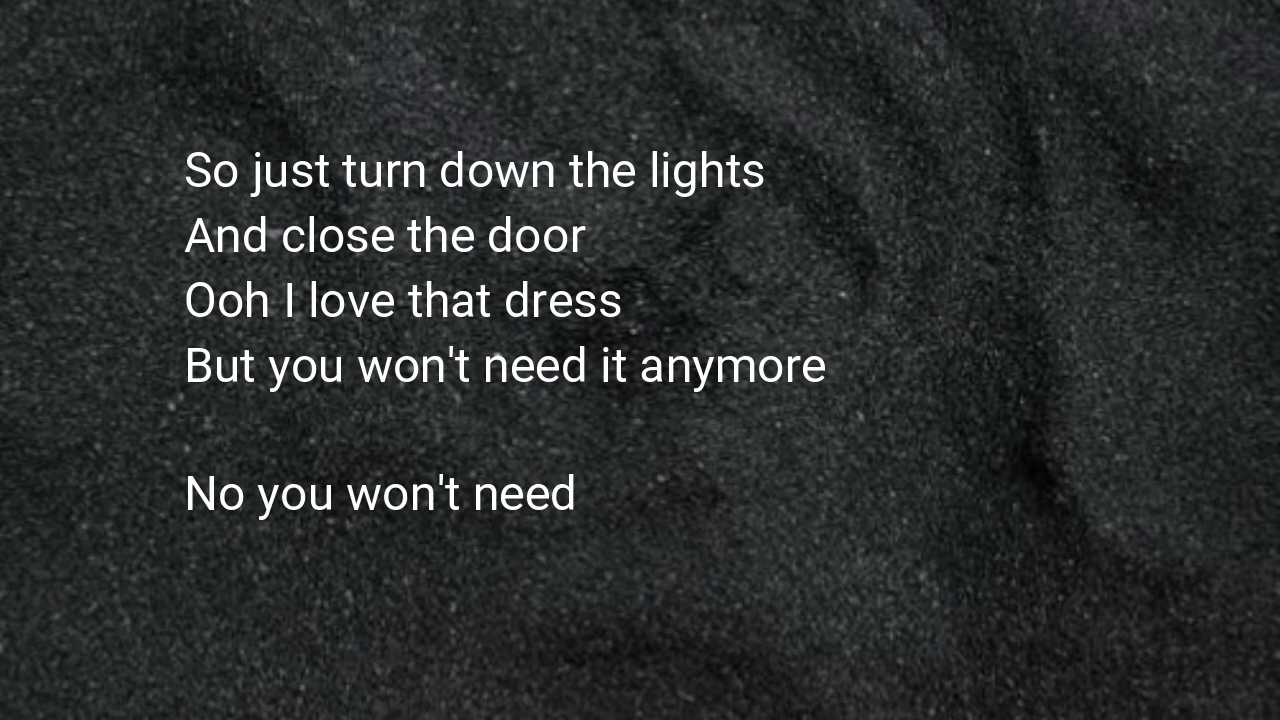 So just turn down the lights
And close the door
Ooh I love that dress
But you won't need it anymore
No you won't need